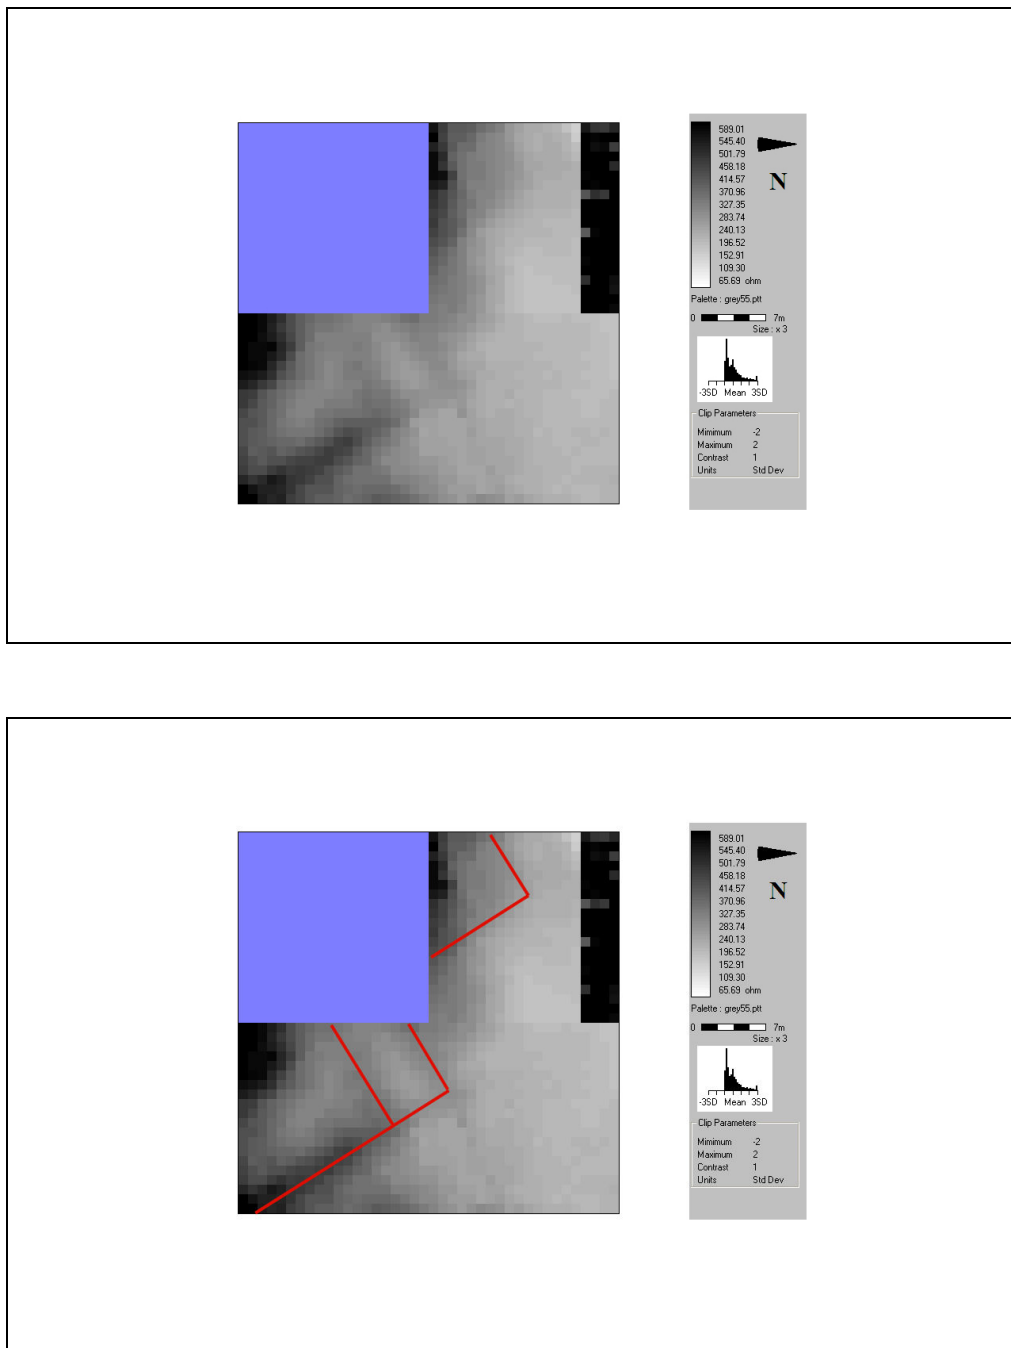 589.01
545.40
501.79
458.18
414.57
370.96
327.35
283.74
240.13
196.52
152.91
109.30
65.69 ohm
N
Palette : grey55.ptt
0 7m
Size : x 3
-3SD Mean 3SD
Clip Parameters
Mimimum -2
Maximum 2
Contrast 1
Units Std Dev
589.01
545.40
501.79
458.18
414.57
370.96
327.35
283.74
240.13
196.52
152.91
109.30
65.69 ohm
N
Palette : grey55.ptt
0 7m
Size : x 3
-3SD Mean 3SD
Clip Parameters
Mimimum -2
Maximum 2
Contrast 1
Units Std Dev